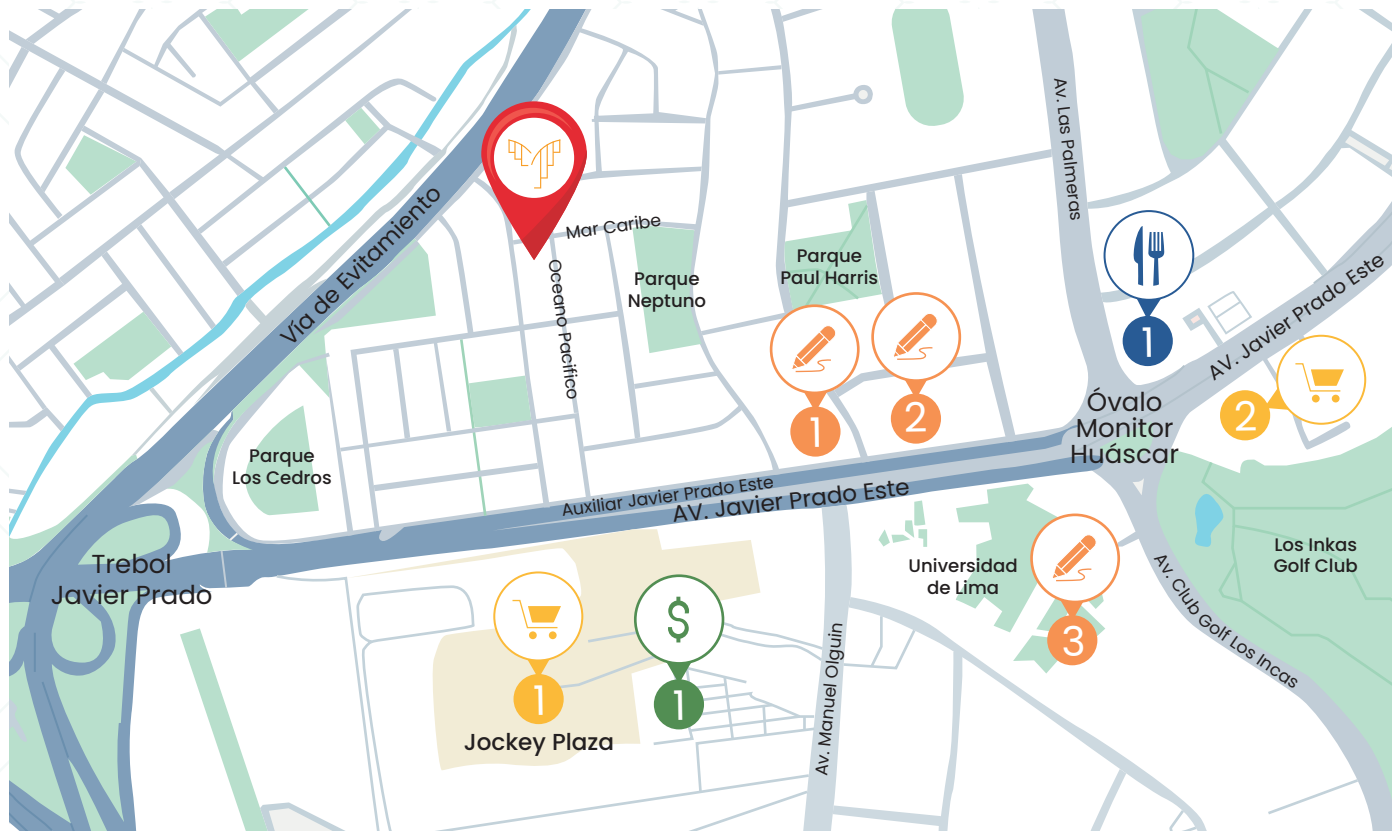 Av. Las Palmeras
Vía de Evitamiento
Mar Caribe
Oceano Pacifico
Parque
Neptuno
Parque
Paul Harris
1
AV. Javier Prado Este
2
1
2
Óvalo
Monitor
Huáscar
Parque
Los Cedros
Auxiliar Javier Prado Este
AV. Javier Prado Este
Trebol
Javier Prado
Universidad
de Lima
Los Inkas
Golf Club
Av. Club Golf Los Incas
3
Av. Manuel Olguin
$
1
1
Jockey Plaza